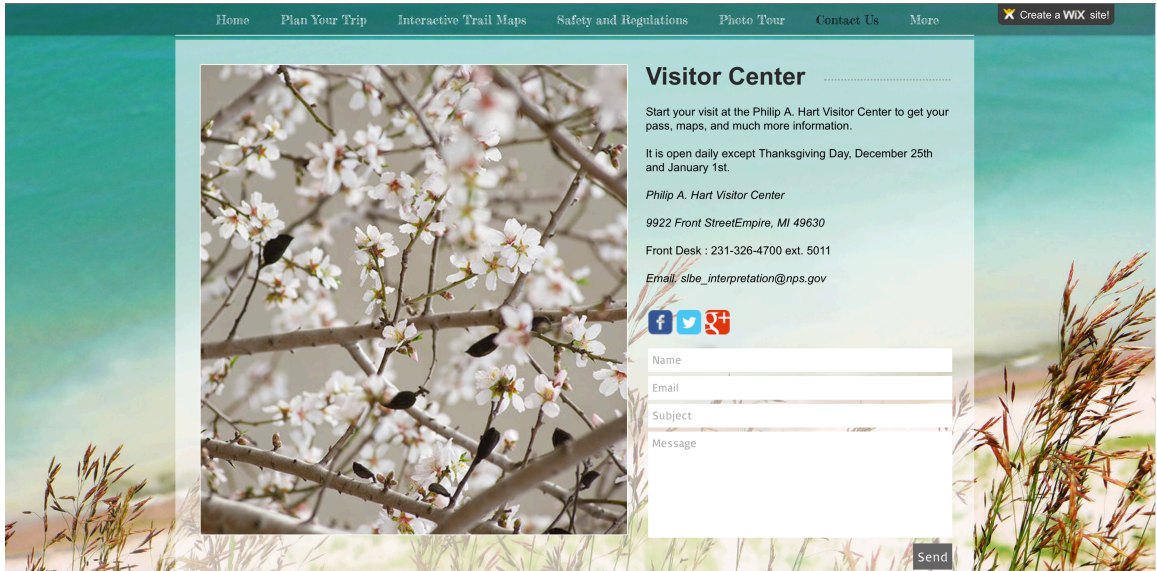 Home Plan Your Trip Interactive Trail Maps Safety and Regulations Photo Tour Contact Us More
Create a WiX site!
Visitor Center
Start your visit at the Philip A. Hart Visitor Center to get your
pass, maps, and much more information.
It is open daily except Thanksgiving Day, December 25th
and January 1st.
Philip A. Hart Visitor Center
9922 Front StreetEmpire, MI 49630
Front Desk : 231-326-4700 ext. 5011
Email. slbe_interpretation@nps.gov
f g+
Name
Email
Subject
Message
Send